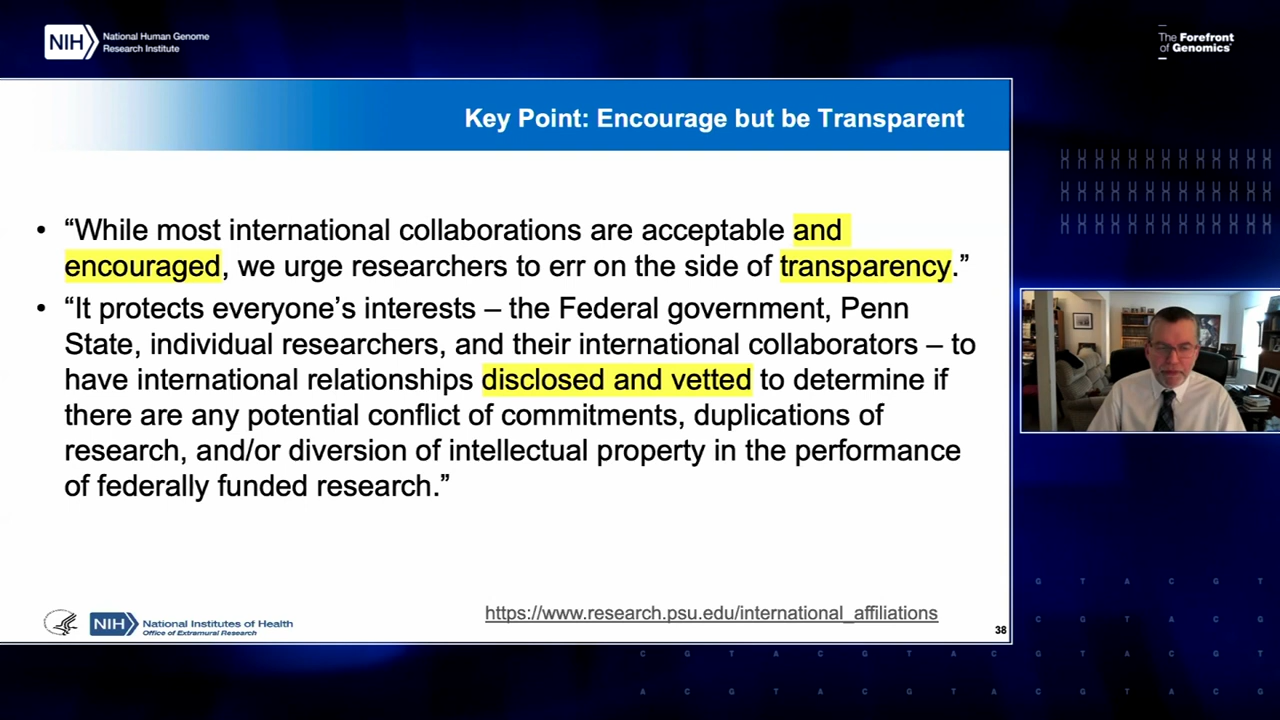 NIH
National Human Genome
Research Institute
The Forefront
of Genomics®
Key Point: Encourage but be Transparent
• “While most international collaborations are acceptable and
encouraged, we urge researchers to err on the side of transparency.”
• “It protects everyone’s interests – the Federal government, Penn
State, individual researchers, and their international collaborators – to
have international relationships disclosed and vetted to determine if
there are any potential conflict of commitments, duplications of
research, and/or diversion of intellectual property in the performance
of federally funded research.”
https://www.research.psu.edu/international_affiliations
NIH
National Institutes of Health
Office of Extramural Research
38
G T A C G T
C G T A C G T
C G T A C G T A C G T A C G T
A C G T A C G T A C G T A C G